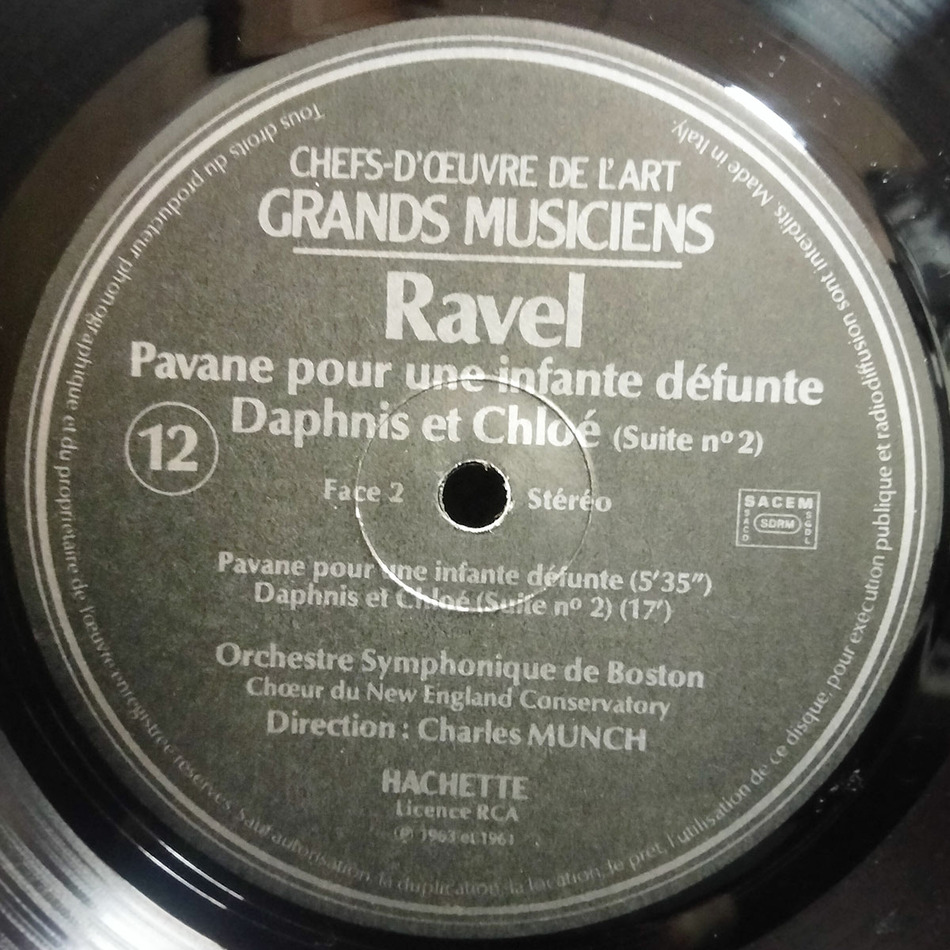 CHEFS-D'ŒUVRE DE L'ART
GRANDS MUSICIENS
Ravel
Pavane pour une infante défunte
Daphnis et Chloé (Suite nº 2)
12
Face 2
Stéréo
SACEM
SACD
SDRM
SGDL
Pavane pour une infante défunte (5'35")
Daphnis et Chloé (Suite nº 2) (17')
Orchestre Symphonique de Boston
Chœur du New England Conservatory
Direction : Charles MUNCH
HACHETTE
Licence RCA
℗ 1963 et 1961
Tous droits du producteur phonographique et du propriétaire de l'œuvre enregistrée réservés. Sauf autorisation, la duplication, la location, le prêt, l'utilisation de ce disque, pour exécution publique et radiodiffusion sont interdits. Made in Italy.